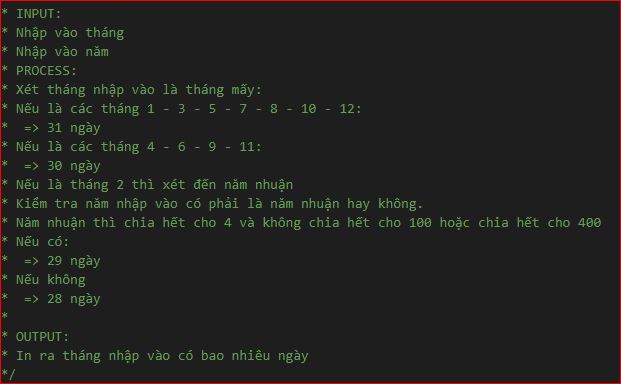 * INPUT:
* Nhập vào tháng
* Nhập vào năm
* PROCESS:
* Xét tháng nhập vào là tháng mấy:
* Nếu là các tháng 1 - 3 - 5 - 7 - 8 - 10 - 12:
*  => 31 ngày
* Nếu là các tháng 4 - 6 - 9 - 11:
*  => 30 ngày
* Nếu là tháng 2 thì xét đến năm nhuận
* Kiểm tra năm nhập vào có phải là năm nhuận hay không.
* Năm nhuận thì chia hết cho 4 và không chia hết cho 100 hoặc chia hết cho 400
* Nếu có:
*  => 29 ngày
* Nếu không
*  => 28 ngày
*
* OUTPUT:
* In ra tháng nhập vào có bao nhiêu ngày
*/